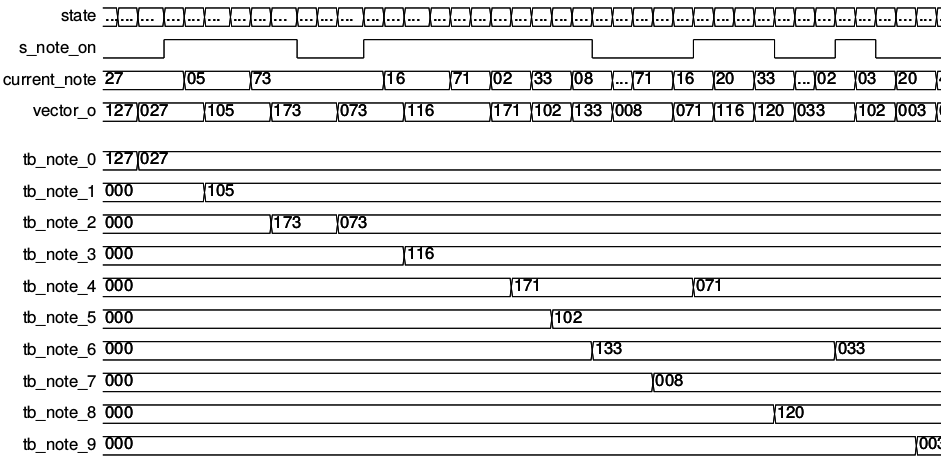 state ... ... ... ... ... ... ... ... ... ... ... ... ... ... ... ... ... ... ... ... ... ... ... ... ... ... ... ... ... ... ... ... ... ... ... ... ... ... ...
s_note_on
current_note 27 05 73 16 71 02 33 08 ... 71 16 20 33 ... 02 03 20
vector_o 127 027 105 173 073 116 171 102 133 008 071 116 120 033 102 003
tb_note_0 127 027
tb_note_1 000 105
tb_note_2 000 173 073
tb_note_3 000 116
tb_note_4 000 171 071
tb_note_5 000 102
tb_note_6 000 133 033
tb_note_7 000 008
tb_note_8 000 120
tb_note_9 000 003